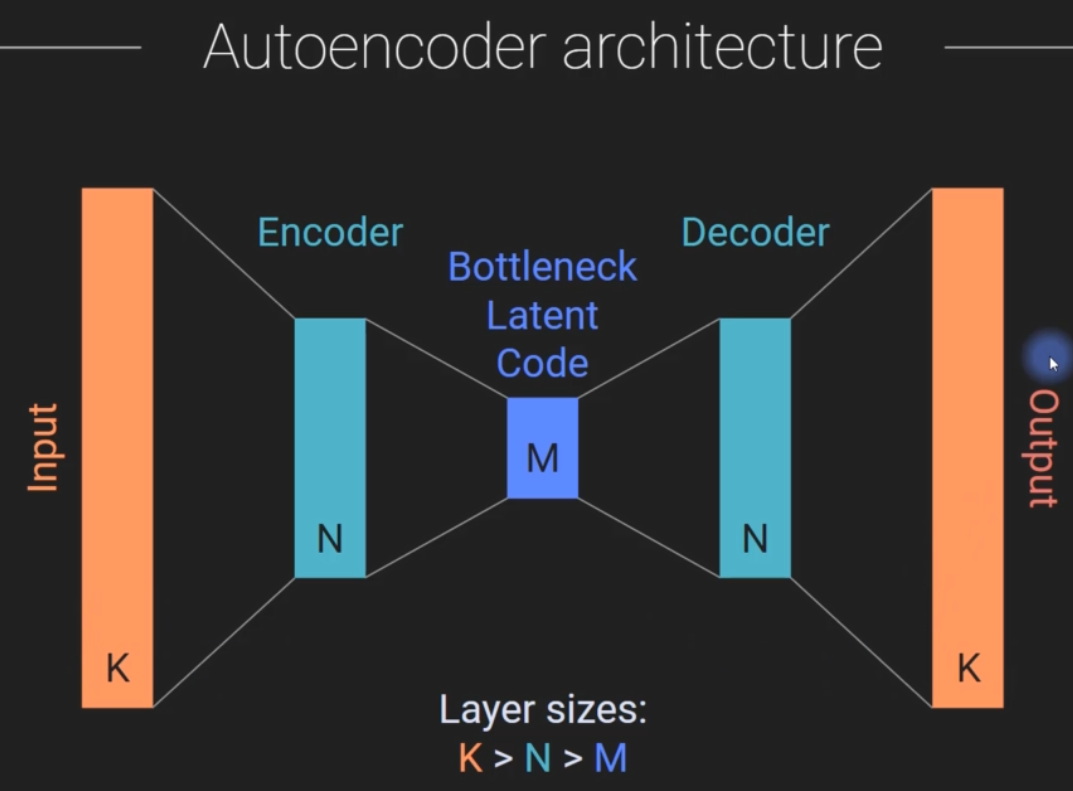 Autoencoder architecture
Encoder
Decoder
Bottleneck
Latent
Code
Input
Output
M
N
N
K
K
Layer sizes:
K > N > M